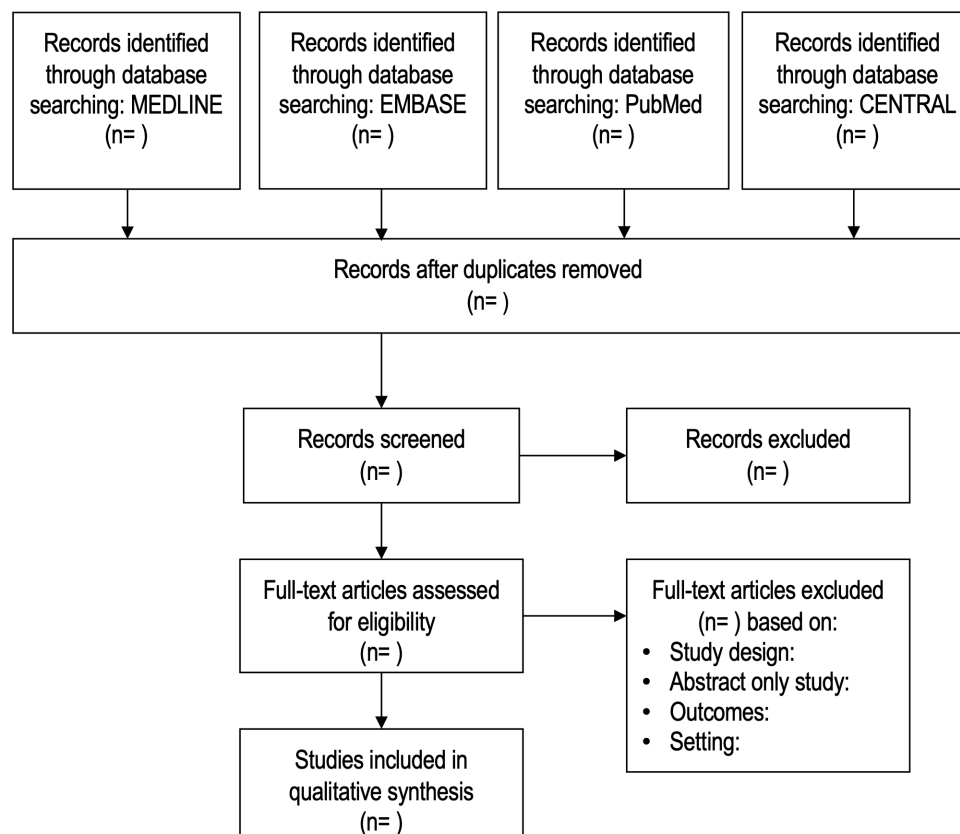 Records identified
through database
searching: MEDLINE
(n= )
Records identified
through database
searching: EMBASE
(n= )
Records identified
through database
searching: PubMed
(n= )
Records identified
through database
searching: CENTRAL
(n= )
Records after duplicates removed
(n= )
Records screened
(n= )
Records excluded
(n= )
Full-text articles assessed
for eligibility
(n= )
Full-text articles excluded
(n= ) based on:
• Study design:
• Abstract only study:
• Outcomes:
• Setting:
Studies included in
qualitative synthesis
(n= )